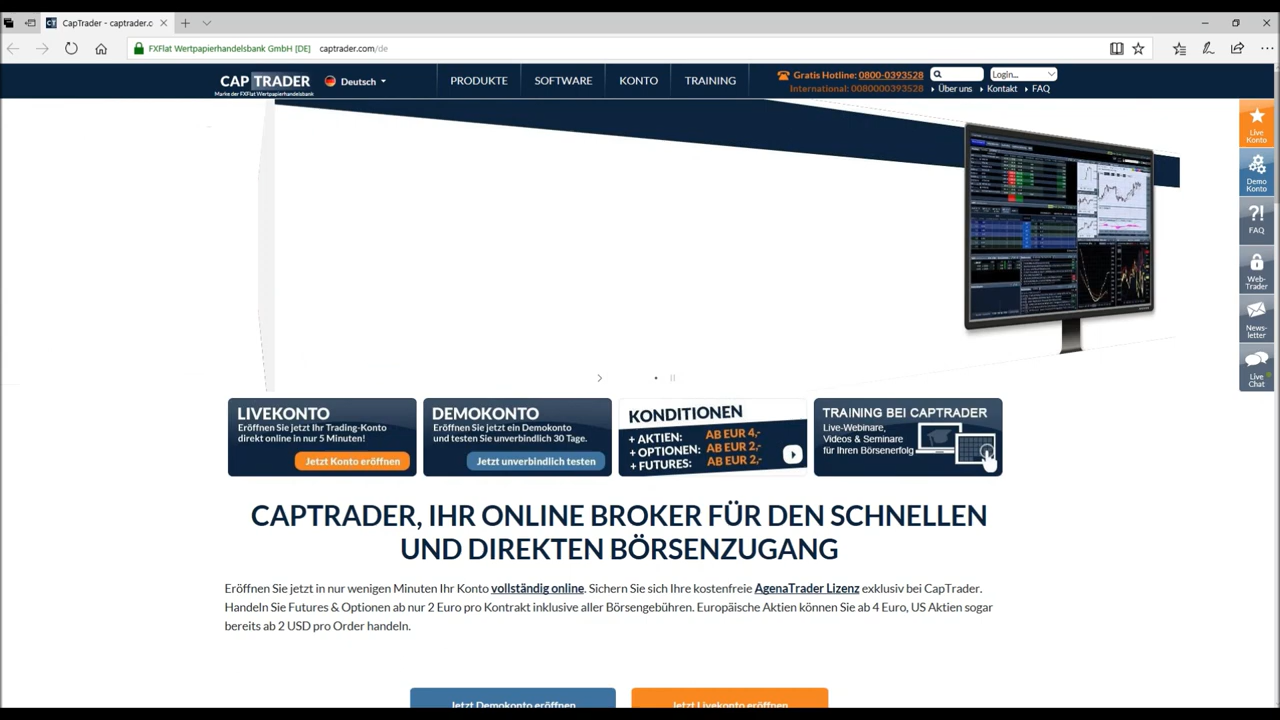 CapTrader - captrader.c
FXFlat Wertpapierhandelsbank GmbH [DE] captrader.com/de
CAPTRADER
Marke der FXFlat Wertpapierhandelsbank
Deutsch
PRODUKTE
SOFTWARE
KONTO
TRAINING
Gratis Hotline: 0800-0393528
International: 0080000393528
Login...
Über uns
Kontakt
FAQ
Live
Konto
Demo
Konto
?!
FAQ
Web-
Trader
News-
letter
Live
Chat
LIVEKONTO
Eröffnen Sie jetzt Ihr Trading-Konto
direkt online in nur 5 Minuten!
Jetzt Konto eröffnen
DEMOKONTO
Eröffnen Sie jetzt ein Demokonto
und testen Sie unverbindlich 30 Tage.
Jetzt unverbindlich testen
KONDITIONEN
+ AKTIEN: AB EUR 4,-
+ OPTIONEN: AB EUR 2,-
+ FUTURES: AB EUR 2,-
TRAINING BEI CAPTRADER
Live-Webinare,
Videos & Seminare
für Ihren Börsenerfolg
CAPTRADER, IHR ONLINE BROKER FÜR DEN SCHNELLEN
UND DIREKTEN BÖRSENZUGANG
Eröffnen Sie jetzt in nur wenigen Minuten Ihr Konto vollständig online. Sichern Sie sich Ihre kostenfreie AgenaTrader Lizenz exklusiv bei CapTrader.
Handeln Sie Futures & Optionen ab nur 2 Euro pro Kontrakt inklusive aller Börsengebühren. Europäische Aktien können Sie ab 4 Euro, US Aktien sogar
bereits ab 2 USD pro Order handeln.
Jetzt Demokonto eröffnen
Jetzt Livekonto eröffnen